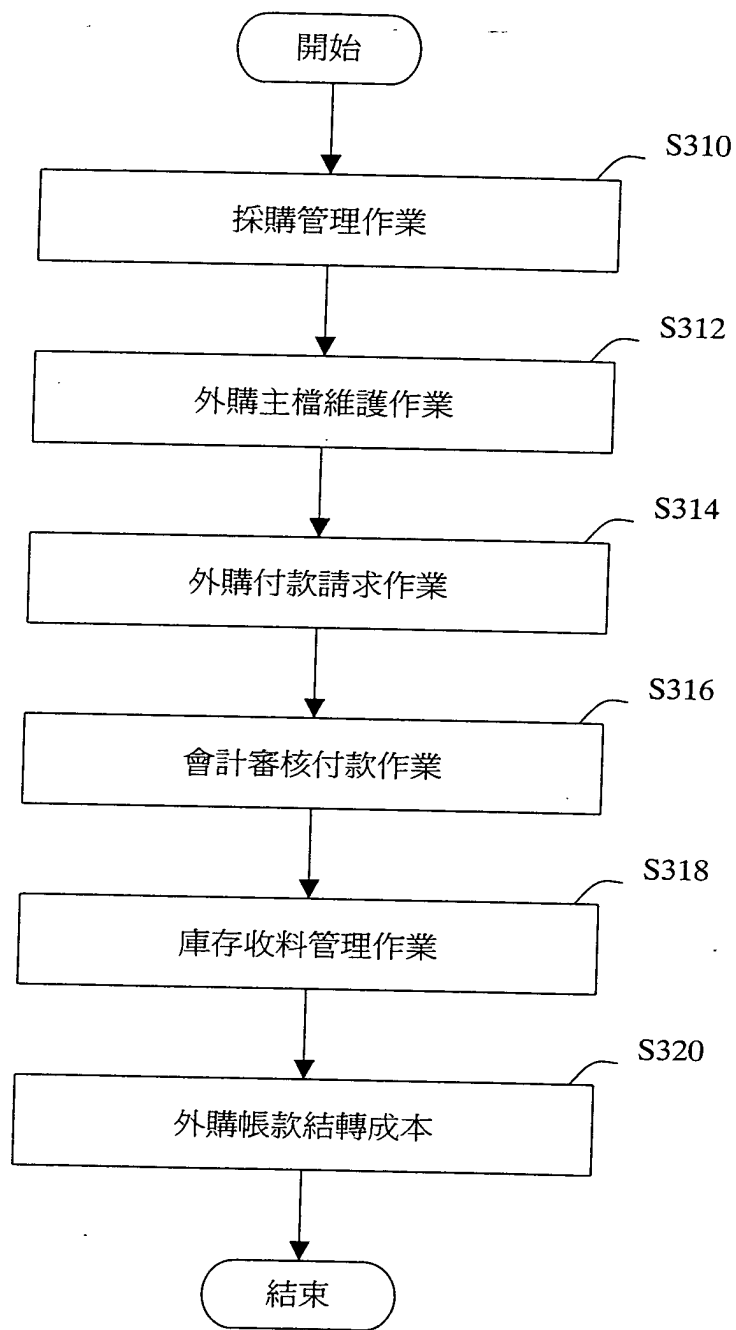 開始
S310
採購管理作業
S312
外購主檔維護作業
S314
外購付款請求作業
S316
會計審核付款作業
S318
庫存收料管理作業
S320
外購帳款結轉成本
結束